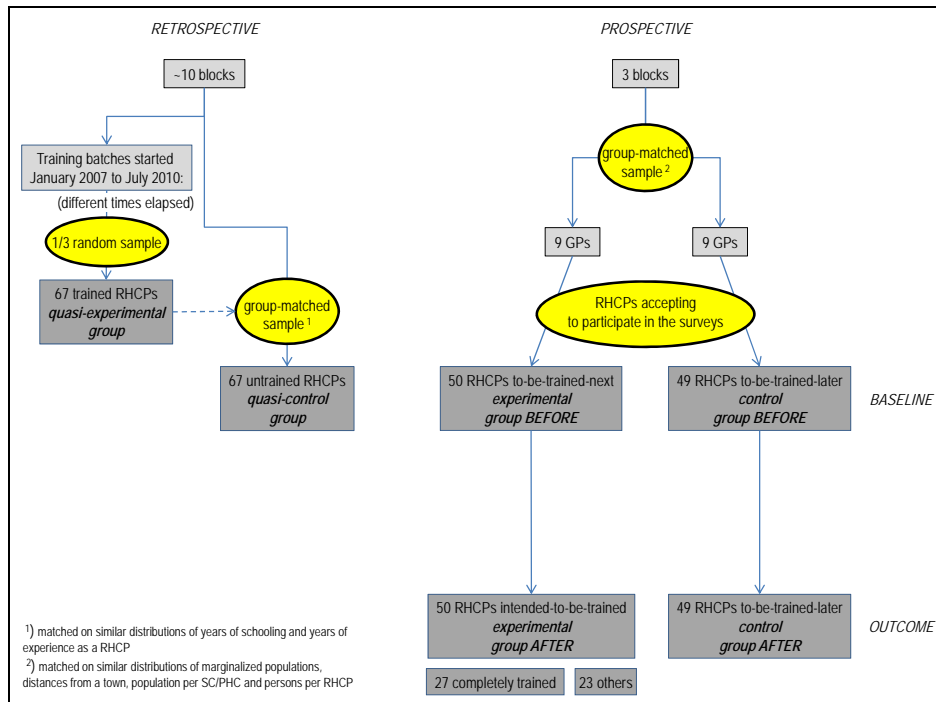 RETROSPECTIVE
~10 blocks
Training batches started
January 2007 to July 2010:
(different times elapsed)
1/3 random sample
67 trained RHCPs
quasi-experimental
group
group-matched
sample 1
67 untrained RHCPs
quasi-control
group
PROSPECTIVE
3 blocks
group-matched
sample 2
9 GPs
9 GPs
RHCPs accepting
to participate in the surveys
50 RHCPs to-be-trained-next
experimental
group BEFORE
49 RHCPs to-be-trained-later
control
group BEFORE
BASELINE
50 RHCPs intended-to-be-trained
experimental
group AFTER
49 RHCPs to-be-trained-later
control
group AFTER
OUTCOME
27 completely trained
23 others
1) matched on similar distributions of years of schooling and years of
experience as a RHCP
2) matched on similar distributions of marginalized populations,
distances from a town, population per SC/PHC and persons per RHCP